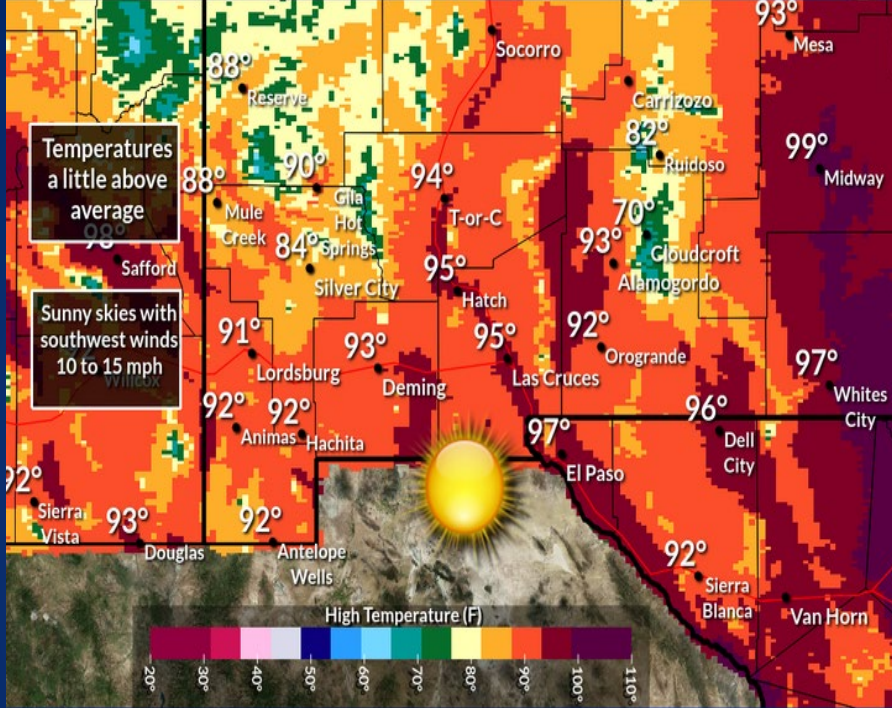 93°
Mesa
Socorro
88°
Reserve
Carrizozo
82°
Ruidoso
99°
Midway
Temperatures
a little above
average
88°
Mule
Creek
90°
Gila
Hot
Springs
94°
T-or-C
70°
Cloudcroft
98°
Safford
84°
Silver City
93°
Alamogordo
95°
Hatch
Sunny skies with
southwest winds
10 to 15 mph
92°
Willcox
91°
Lordsburg
93°
Deming
95°
Las Cruces
92°
Orogrande
97°
Whites
City
92°
Animas
92°
Hachita
97°
El Paso
96°
Dell
City
92°
Sierra
Vista
93°
Douglas
92°
Antelope
Wells
92°
Sierra
Blanca
Van Horn
High Temperature (F)
20° 30° 40° 50° 60° 70° 80° 90° 100° 110°